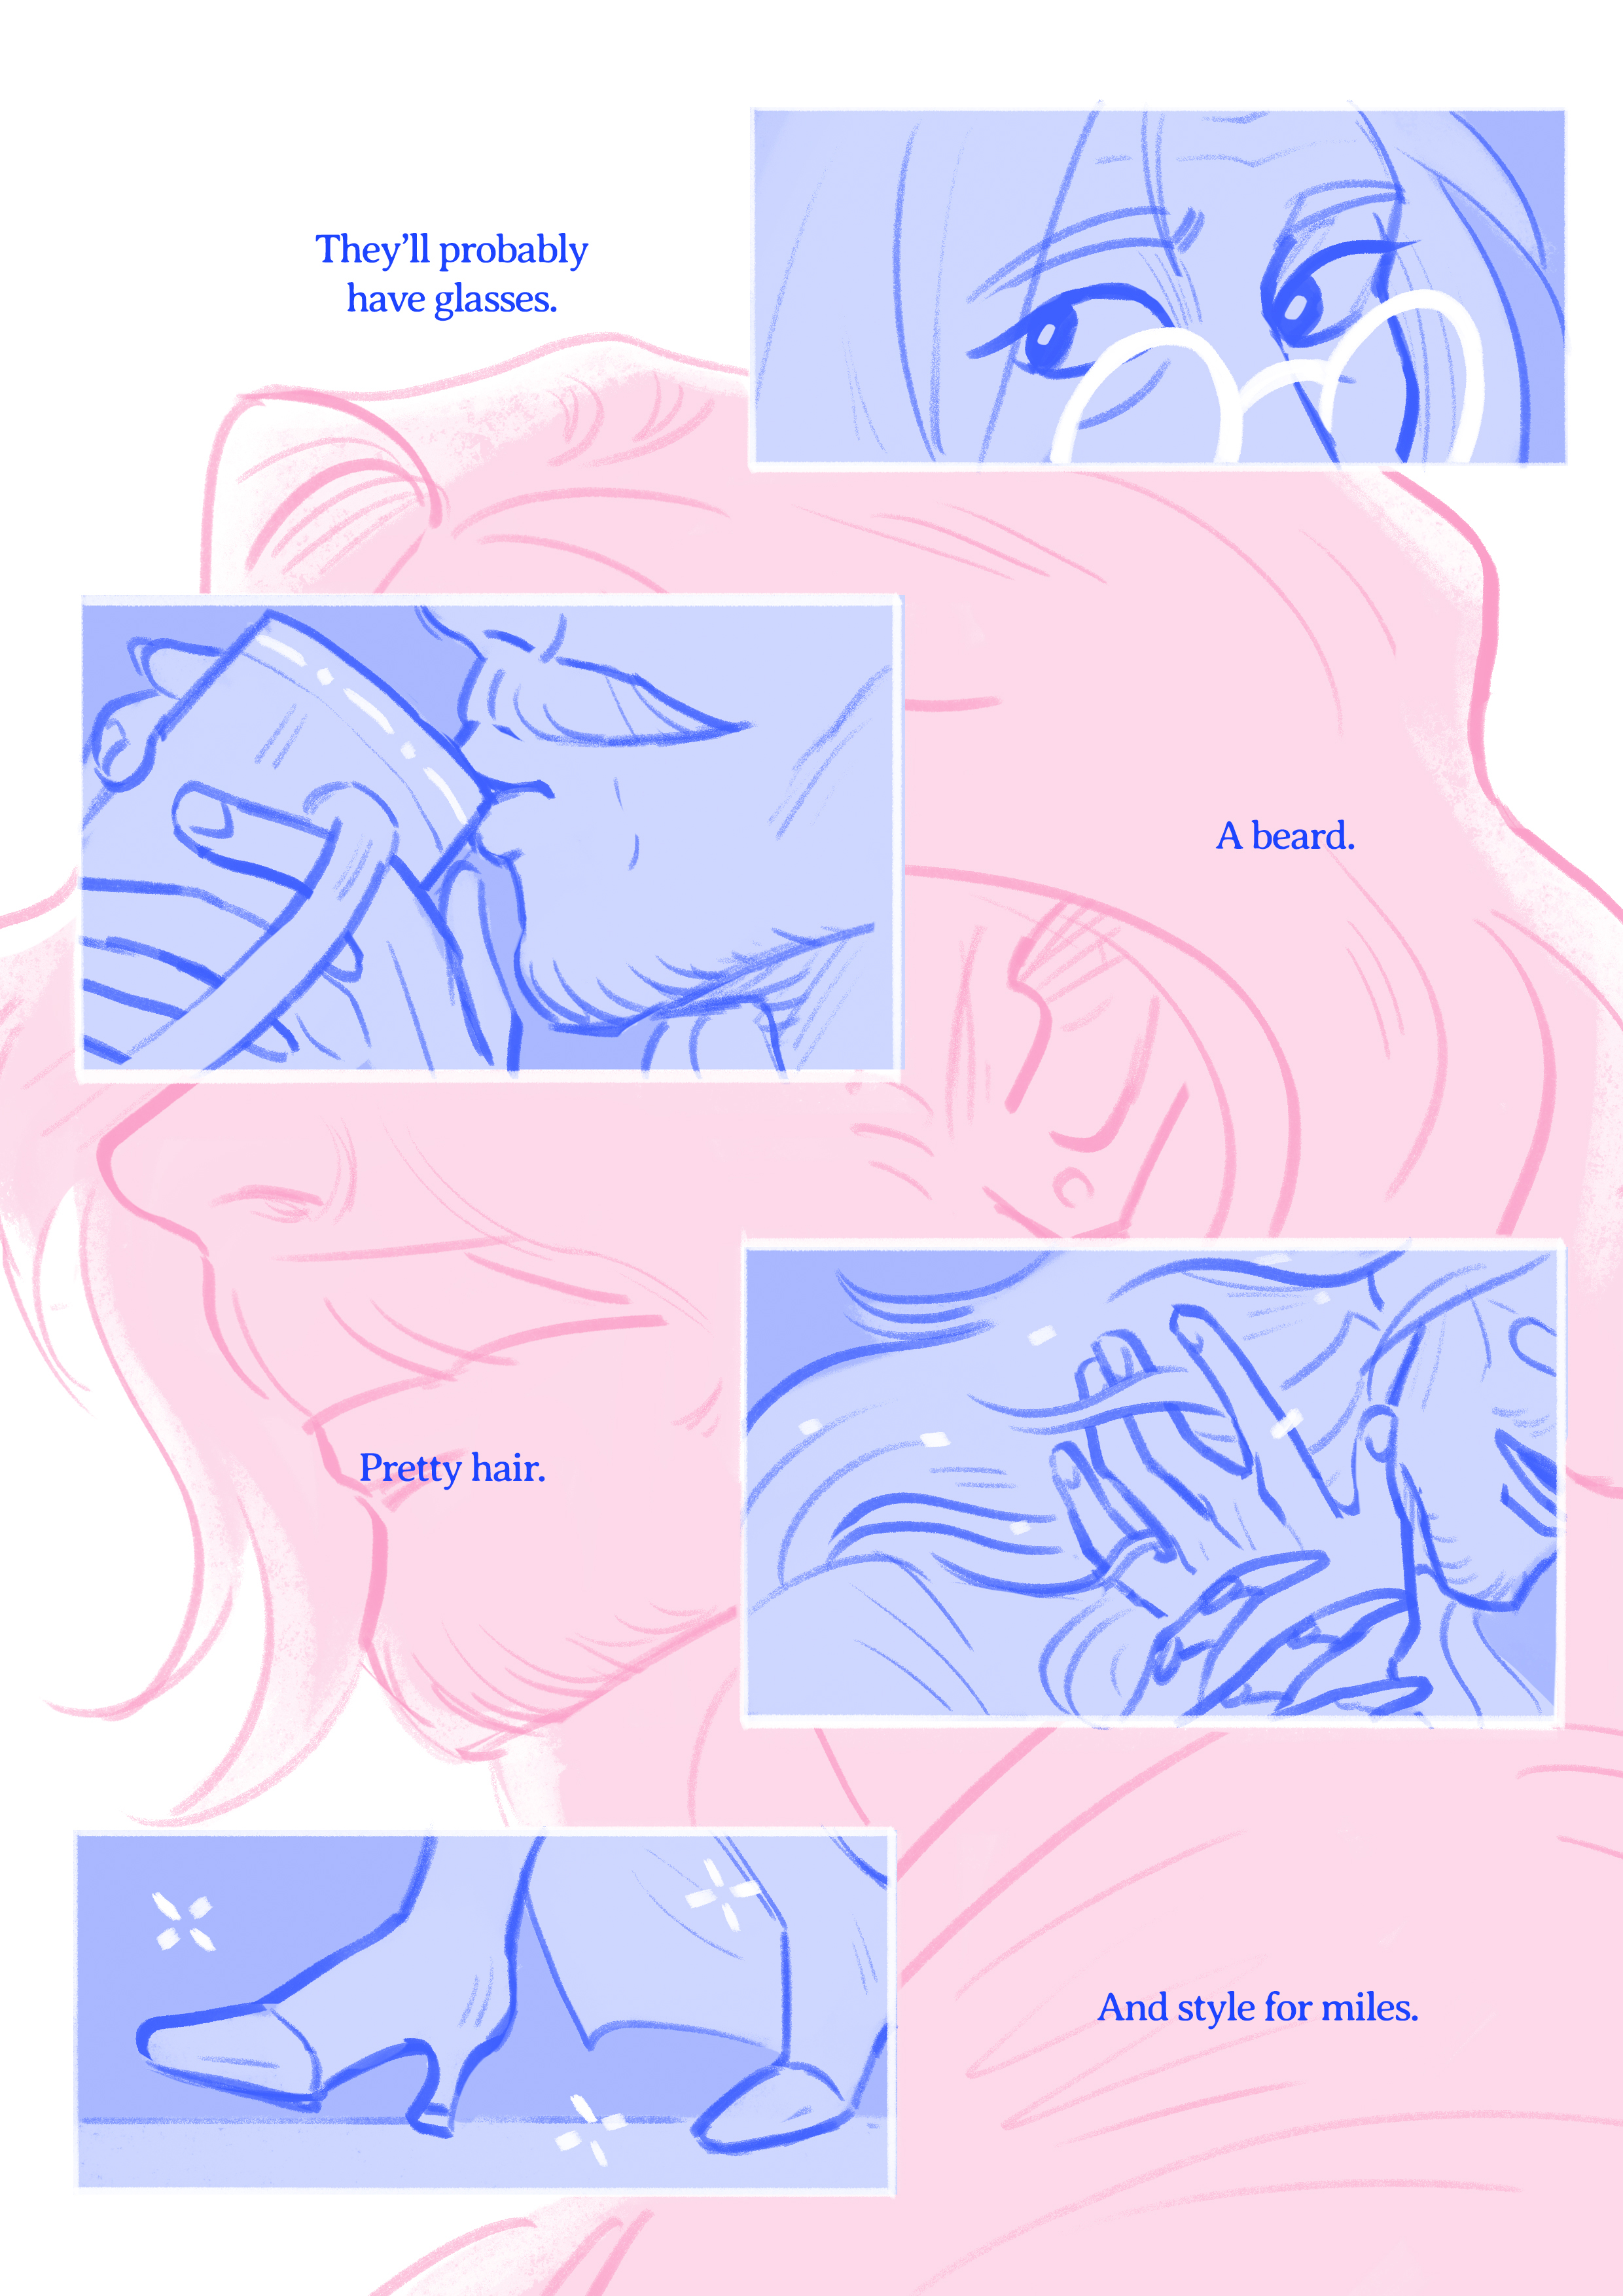 They’ll probably
have glasses.
A beard.
Pretty hair.
And style for miles.